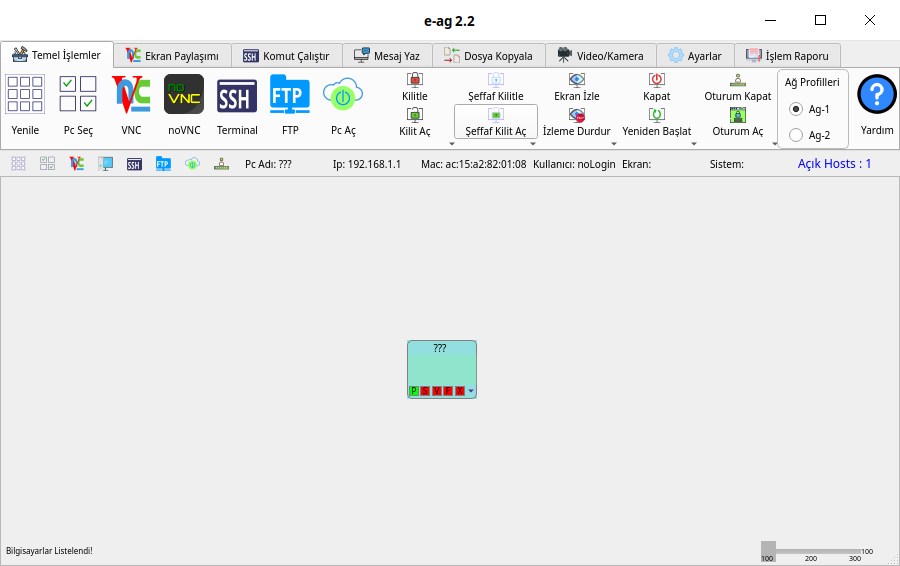 e-ag 2.2
Temel İşlemler
Ekran Paylaşımı
Komut Çalıştır
Mesaj Yaz
Dosya Kopyala
Video/Kamera
Ayarlar
İşlem Raporu
Yenile
Pc Seç
VNC
no VNC
noVNC
SSH
Terminal
FTP
FTP
Pc Aç
Kilitle
Kilit Aç
Şeffaf Kilitle
Şeffaf Kilit Aç
Ekran İzle
İzleme Durdur
Kapat
Yeniden Başlat
Oturum Kapat
Oturum Aç
Ağ Profilleri
Ag-1
Ag-2
?
Yardım
SSH
FTP
Pc Adı: ???
Ip: 192.168.1.1
Mac: ac:15:a2:82:01:08
Kullanıcı: noLogin
Ekran:
Sistem:
Açık Hosts : 1
???
P S V F X
Bilgisayarlar Listelendi!
100
100 200 300